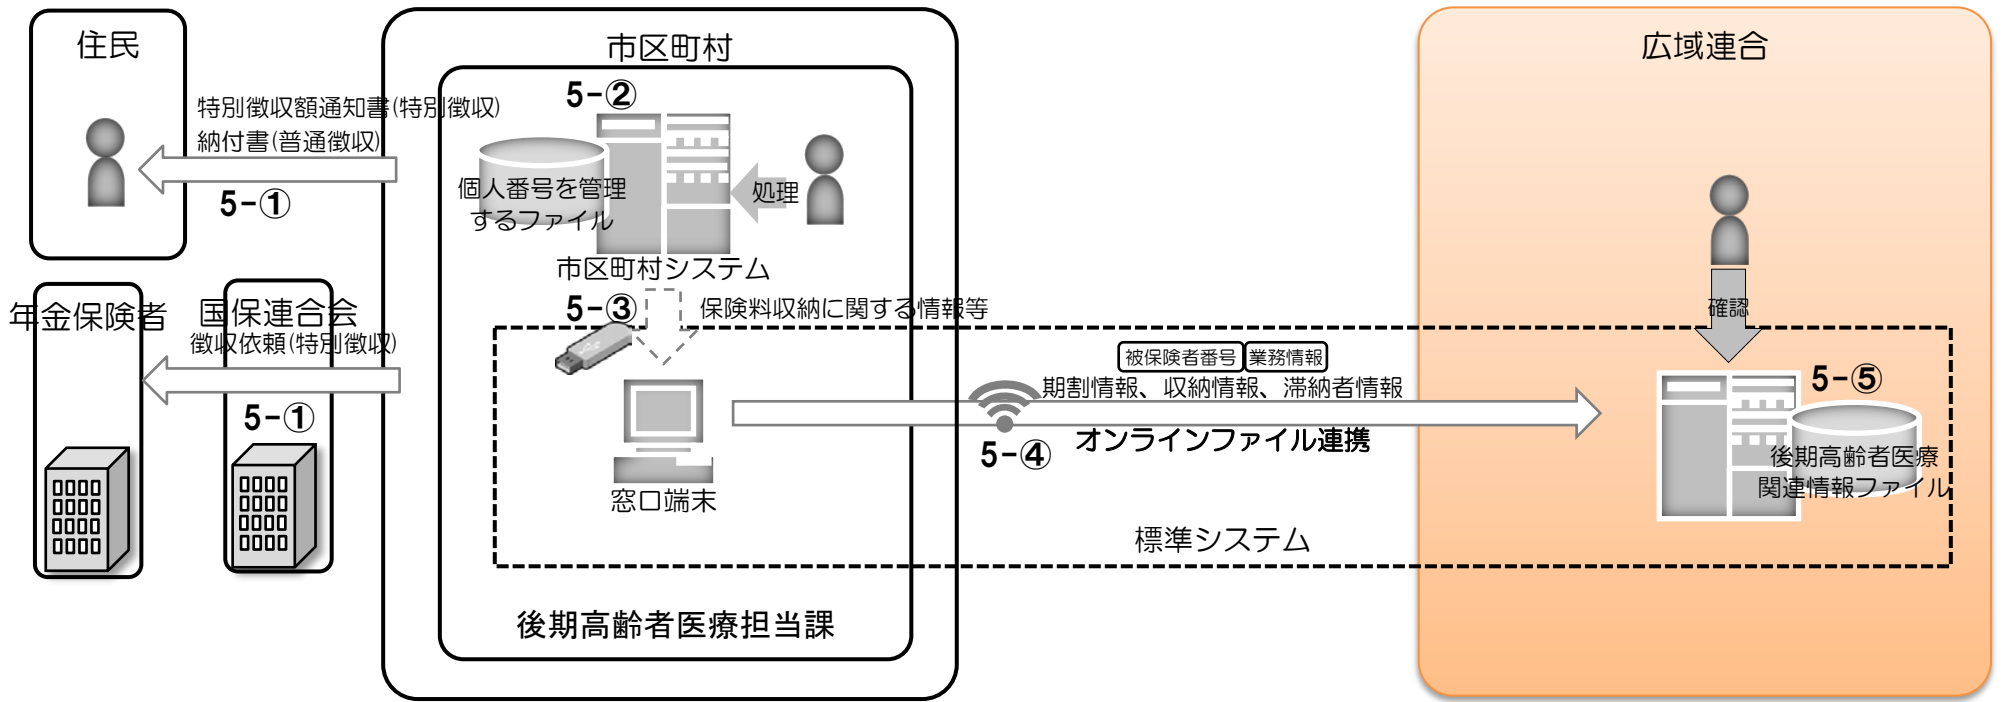 住民
特別徴収額通知書(特別徴収)
納付書(普通徴収)
5-①
年金保険者
国保連合会
徴収依頼(特別徴収)
5-①
市区町村
5-②
個人番号を管理
するファイル
処理
市区町村システム
5-③
保険料収納に関する情報等
窓口端末
後期高齢者医療担当課
被保険者番号
業務情報
期割情報、収納情報、滞納者情報
オンラインファイル連携
5-④
標準システム
広域連合
確認
5-⑤
後期高齢者医療
関連情報ファイル